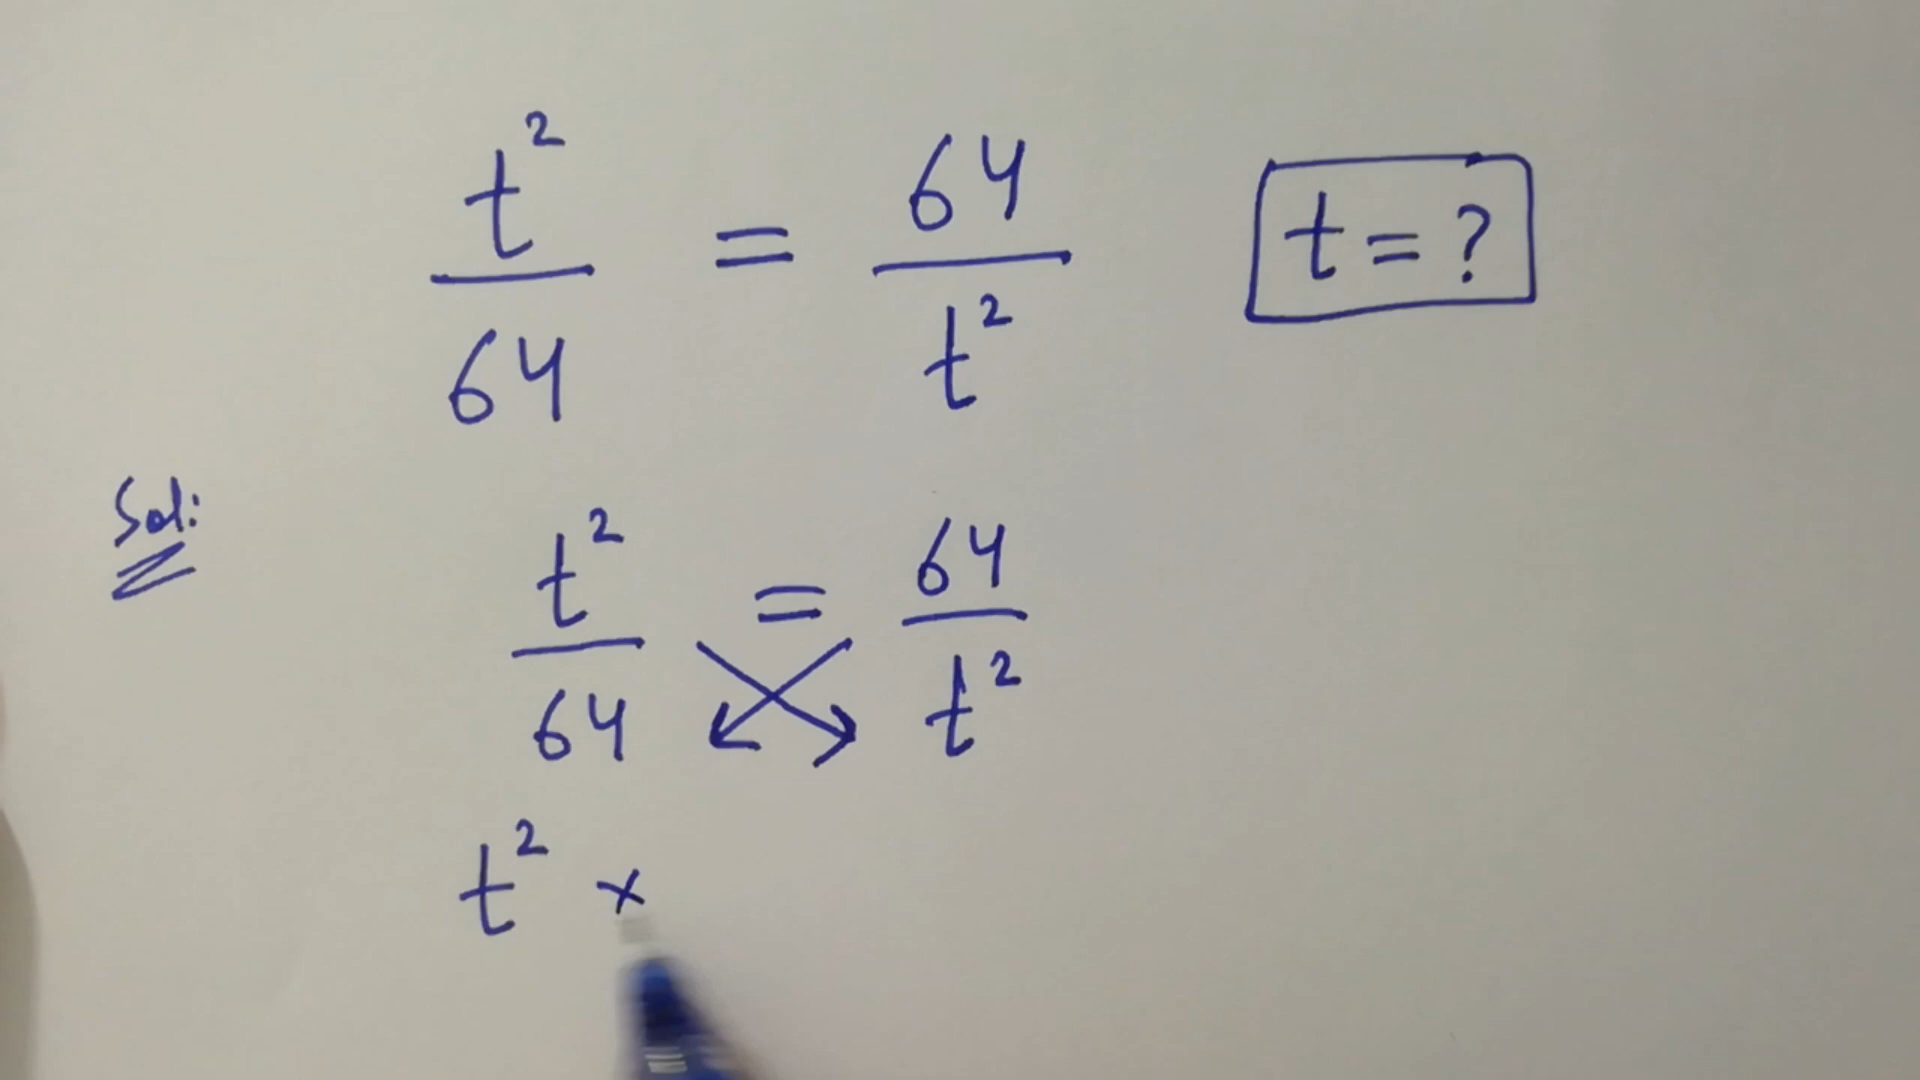 t²/64 = 64/t² t = ?
Sol:
t²/64 = 64/t²
t² ×